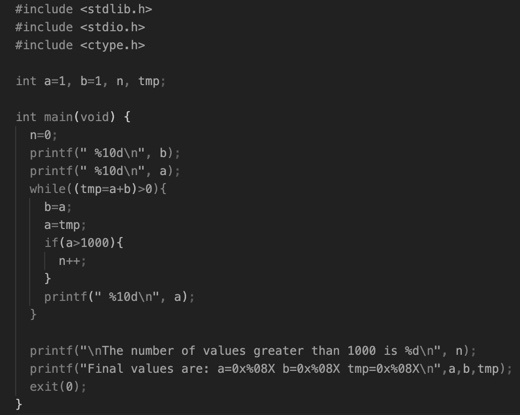 #include <stdlib.h>
#include <stdio.h>
#include <ctype.h>

int a=1, b=1, n, tmp;

int main(void) {
  n=0;
  printf(" %10d\n", b);
  printf(" %10d\n", a);
  while((tmp=a+b)>0){
    b=a;
    a=tmp;
    if(a>1000){
      n++;
    }
    printf(" %10d\n", a);
  }

  printf("\nThe number of values greater than 1000 is %d\n", n);
  printf("Final values are: a=0x%08X b=0x%08X tmp=0x%08X\n",a,b,tmp);
  exit(0);
}